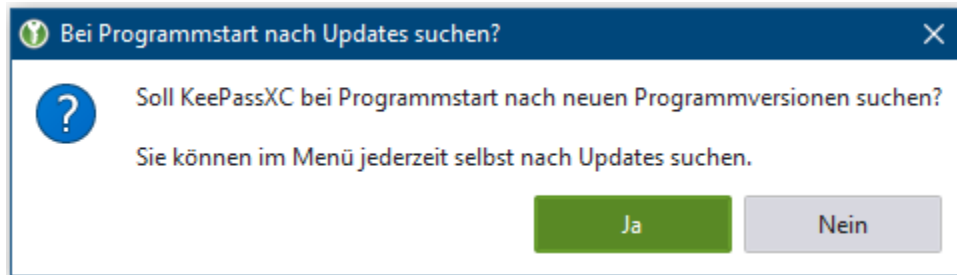 Bei Programmstart nach Updates suchen?
Soll KeePassXC bei Programmstart nach neuen Programmversionen suchen?
Sie können im Menü jederzeit selbst nach Updates suchen.
Ja
Nein